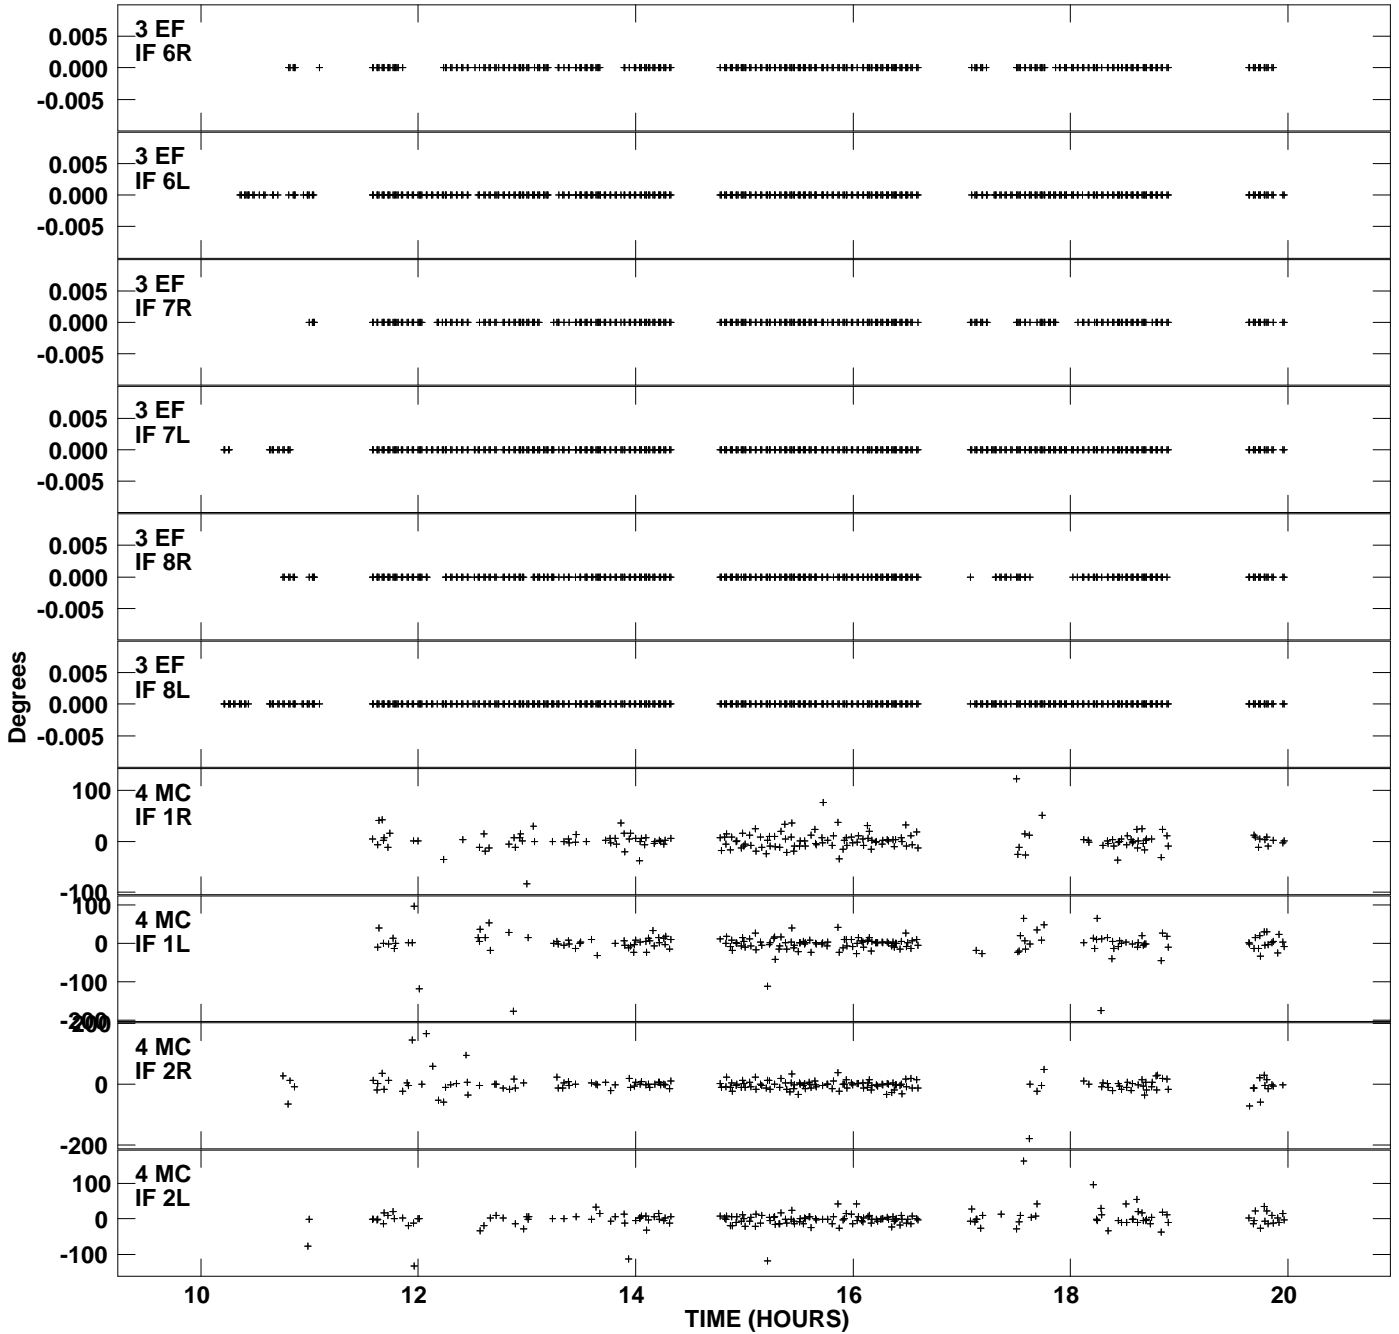 3 EF
IF 6R
0.005
0.000
-0.005
3 EF
IF 6L
0.005
0.000
-0.005
3 EF
IF 7R
0.005
0.000
-0.005
3 EF
IF 7L
0.005
0.000
-0.005
3 EF
IF 8R
0.005
0.000
-0.005
3 EF
IF 8L
0.005
0.000
-0.005
Degrees
4 MC
IF 1R
100
0
-100
4 MC
IF 1L
100
0
-100
-200
4 MC
IF 2R
200
0
-200
4 MC
IF 2L
100
0
-100
10 12 14 16 18 20
TIME (HOURS)